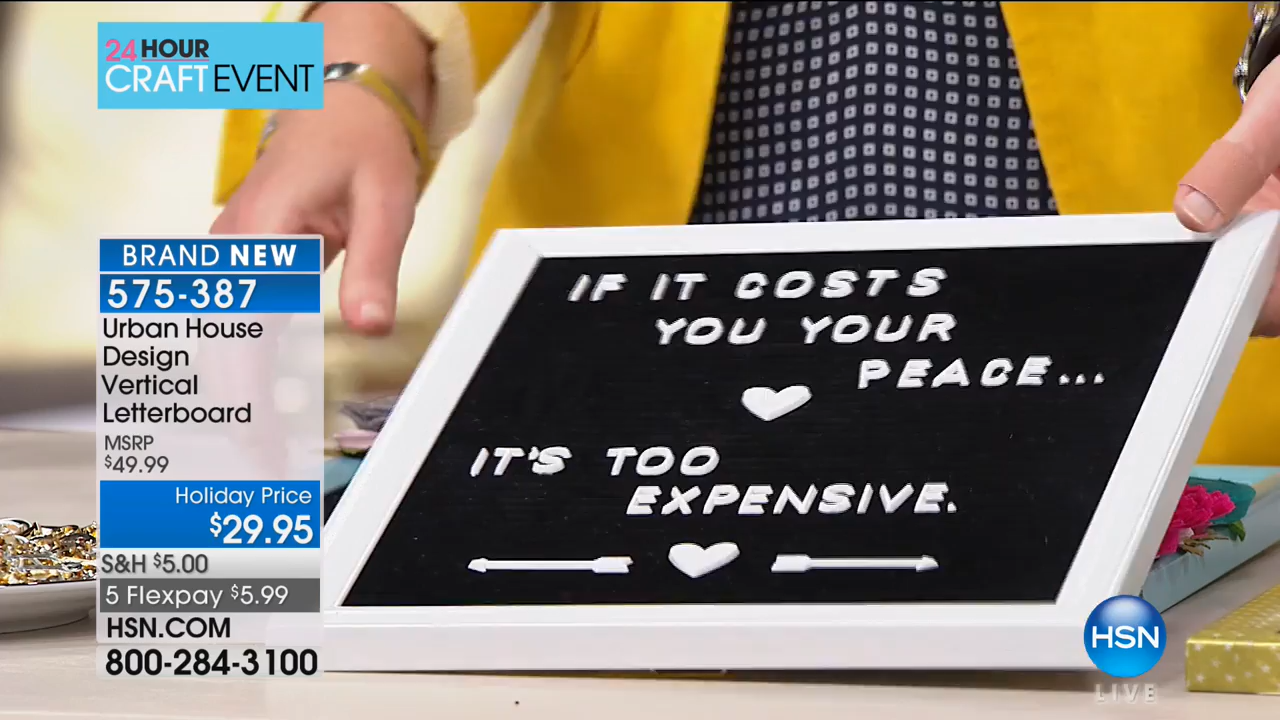 24 HOUR
CRAFT EVENT
BRAND NEW
575-387
Urban House
Design
Vertical
Letterboard
MSRP
$49.99
Holiday Price
$29.95
S&H $5.00
5 Flexpay $5.99
HSN.COM
800-284-3100
IF IT COSTS
YOU YOUR
PEACE...
IT'S TOO
EXPENSIVE.
HSN
LIVE